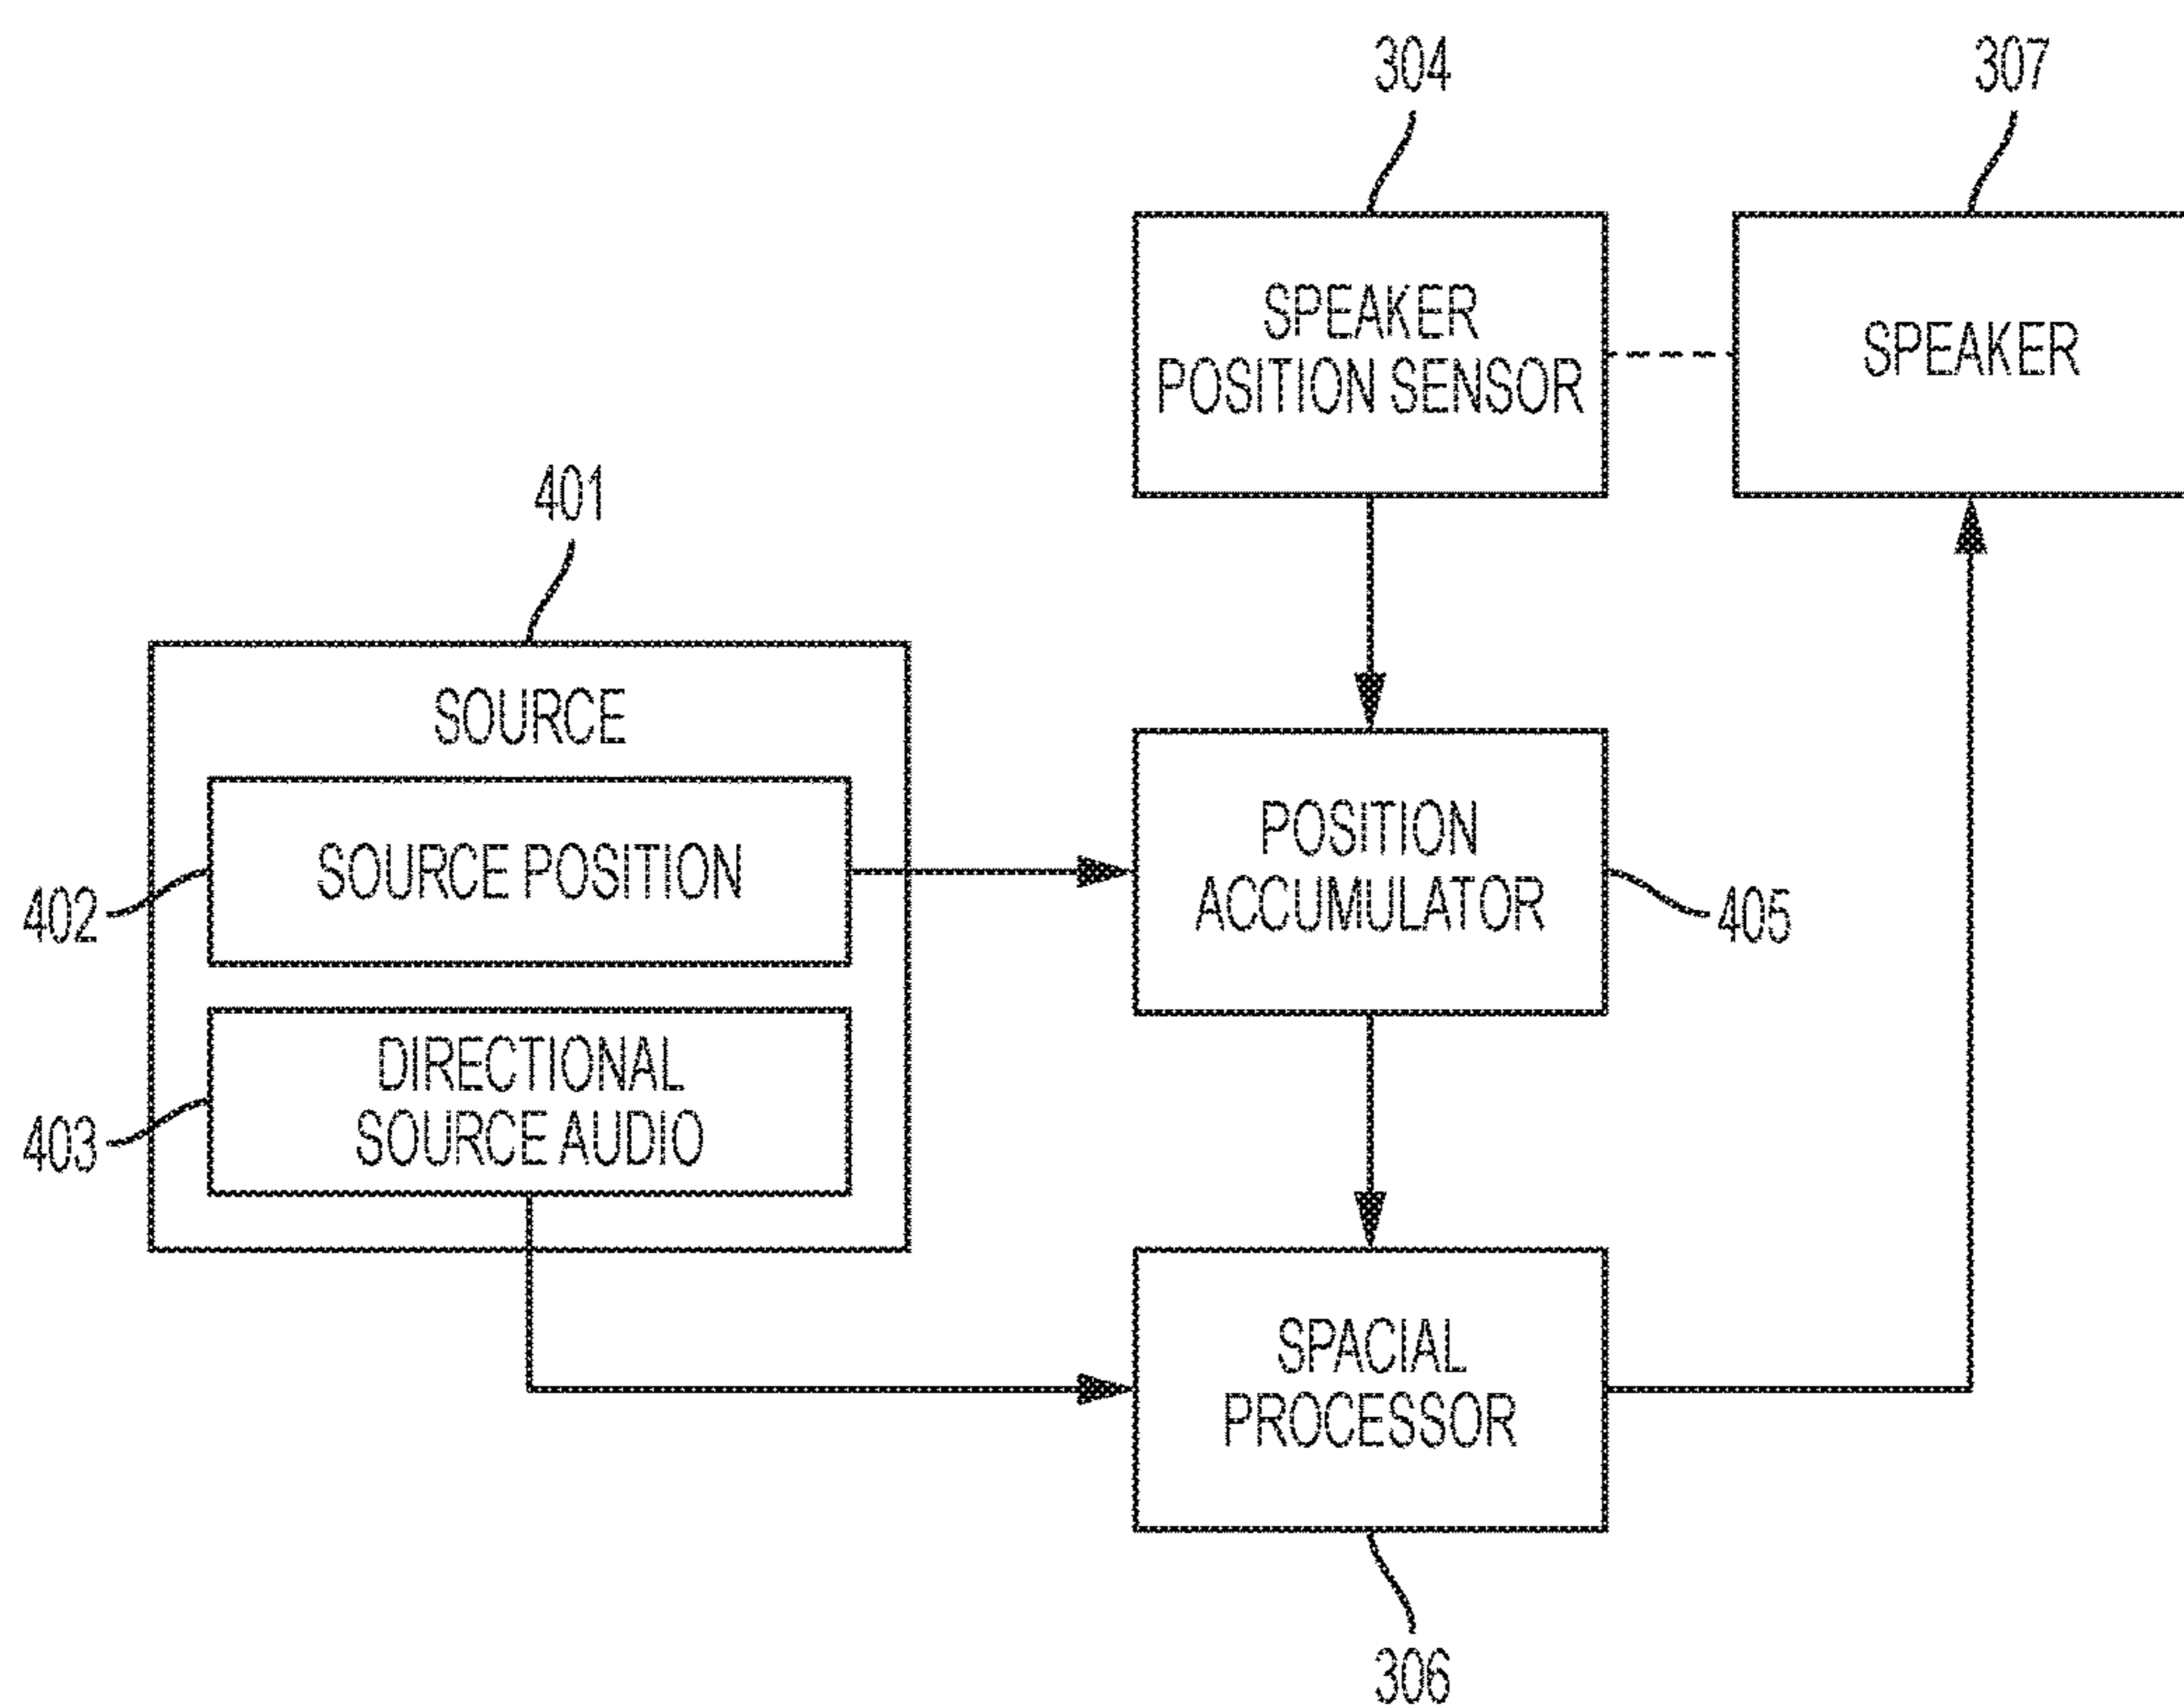 304
307
SPEAKER
POSITION SENSOR
SPEAKER
401
SOURCE
SOURCE POSITION
402
POSITION
ACCUMULATOR
405
DIRECTIONAL
SOURCE AUDIO
403
SPACIAL
PROCESSOR
306